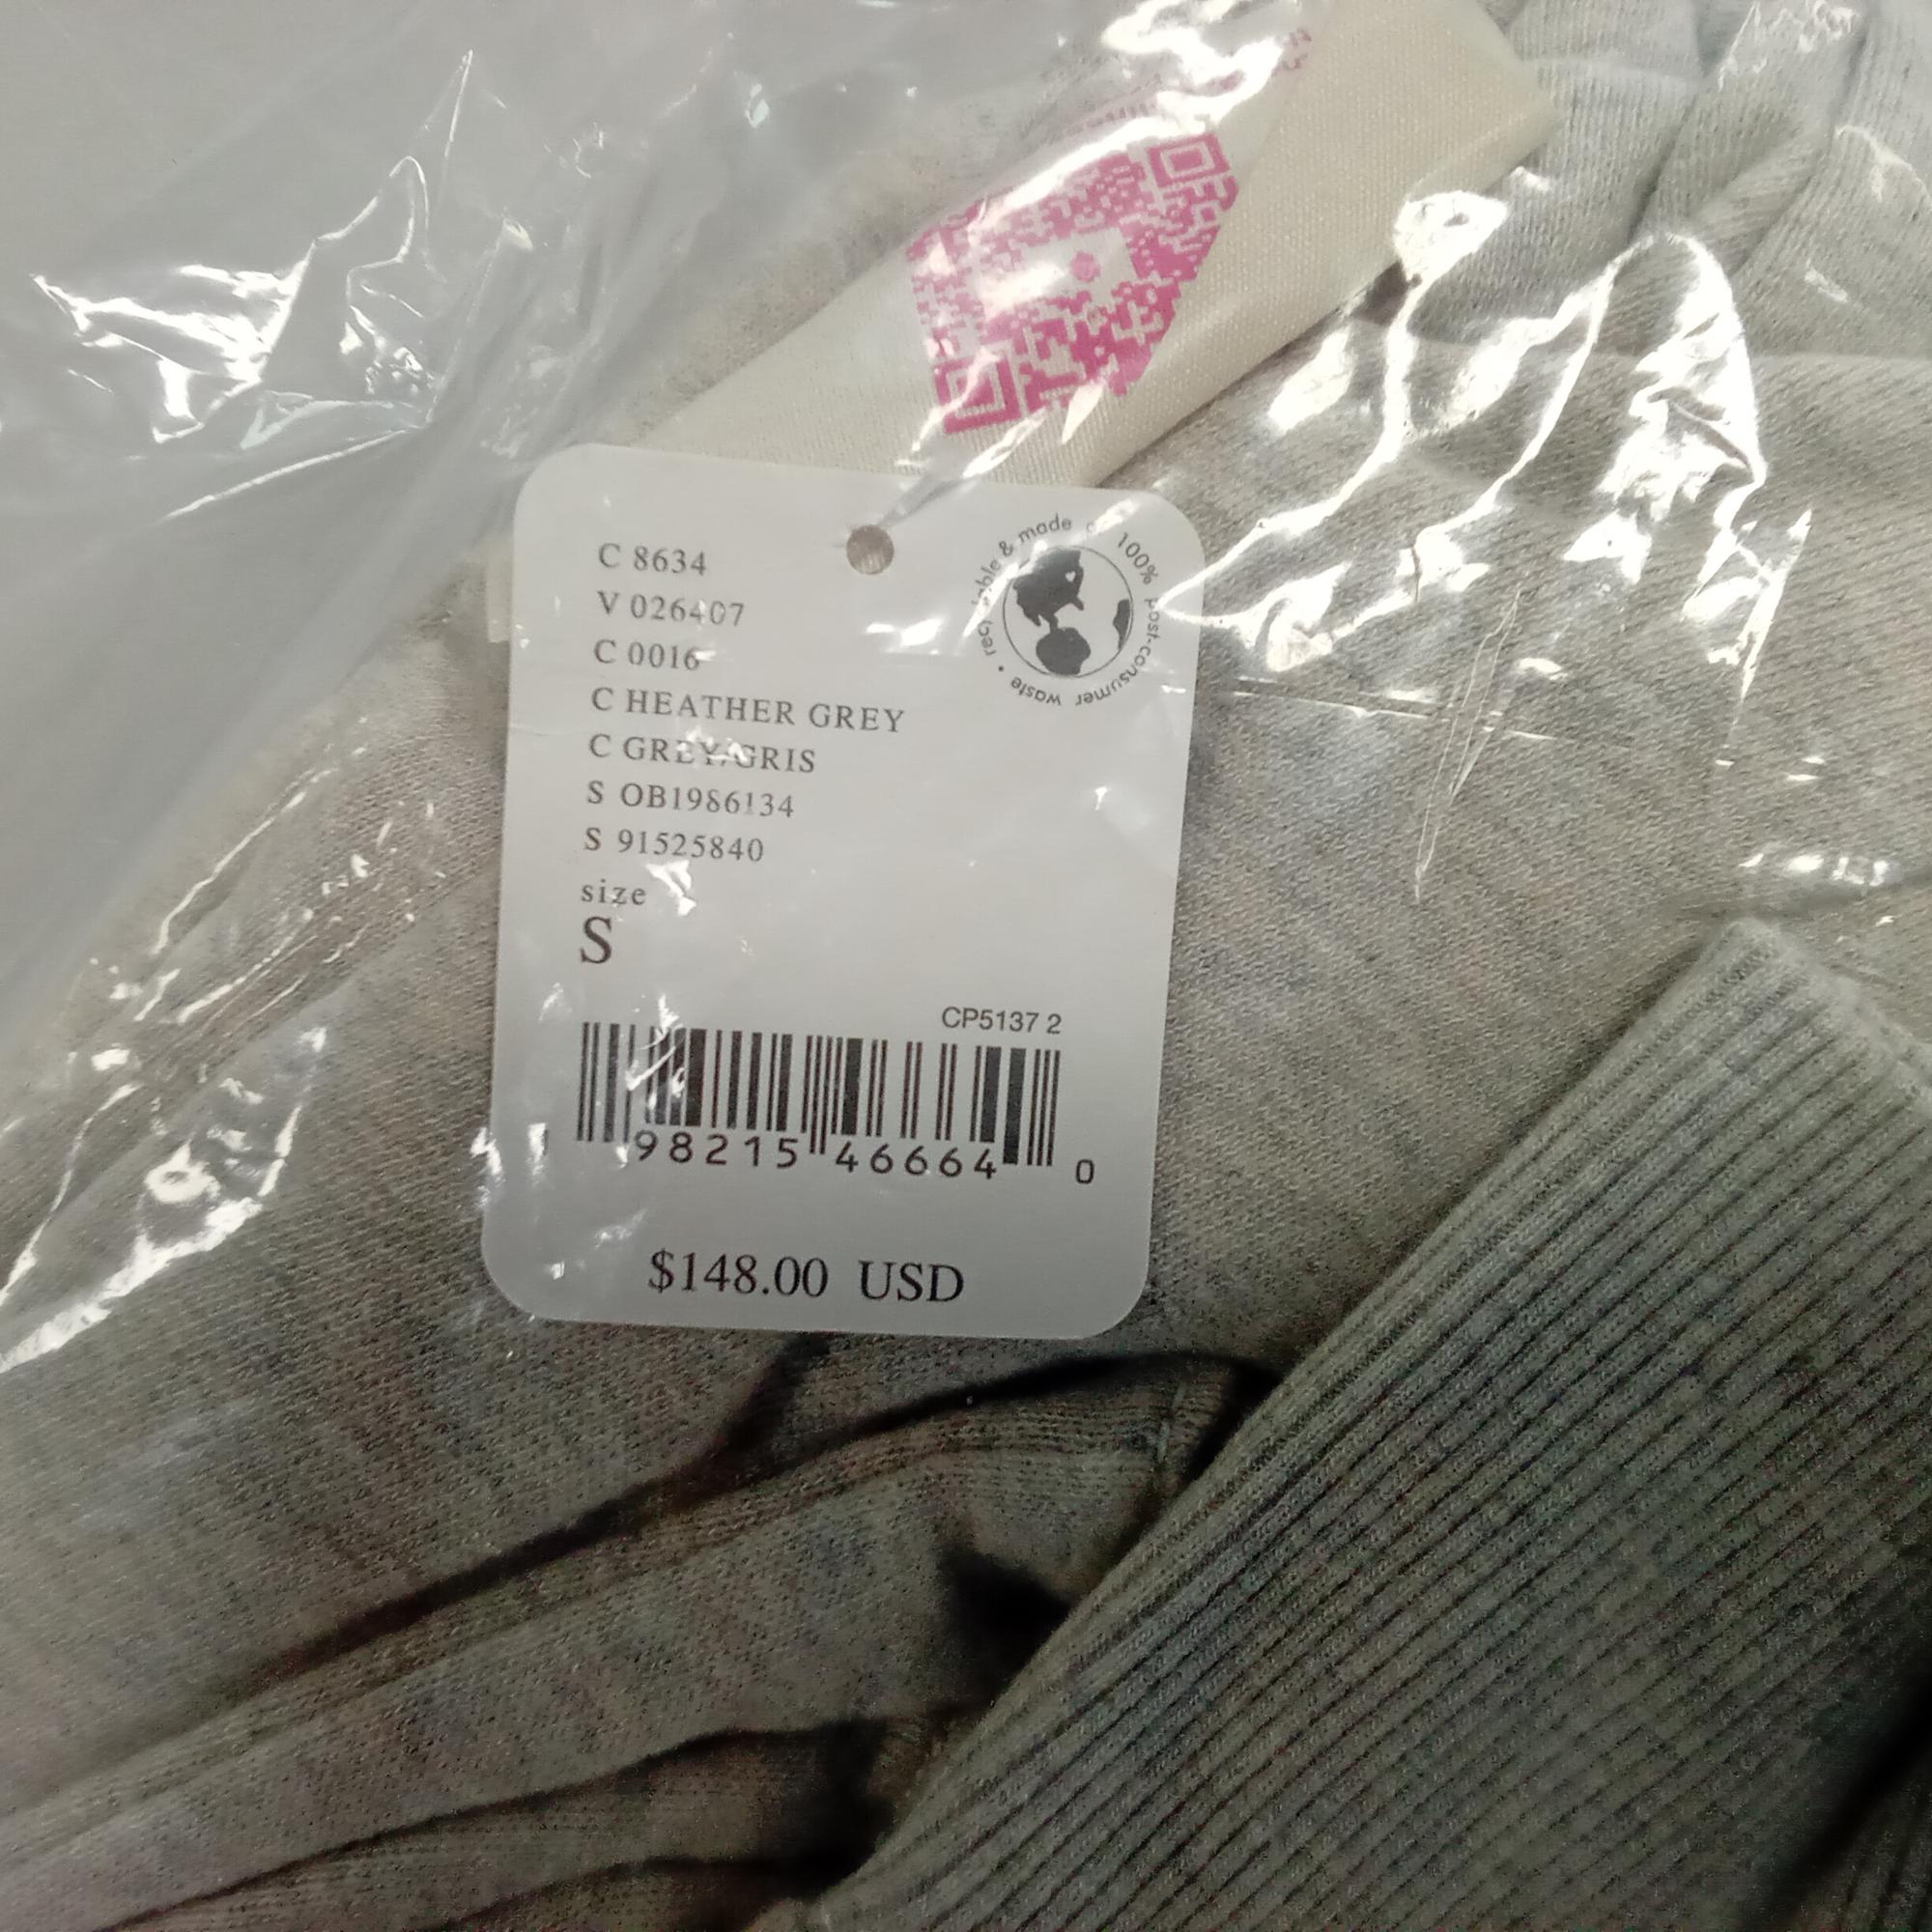 C 8634
V 026407
C 0016
C HEATHER GREY
C GREY/GRIS
S OB1986134
S 91525840
size
S
& made 100% post-consumer waste •
CP5137 2
98215 46664 0
$148.00 USD